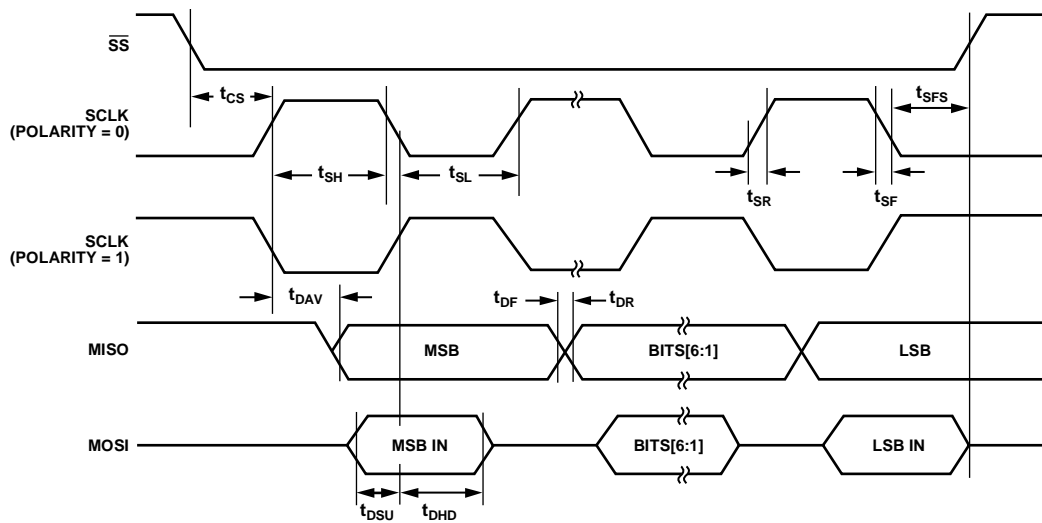 SS
tCS
tSFS
SCLK
(POLARITY = 0)
tSH
tSL
tSR
tSF
SCLK
(POLARITY = 1)
tDAV
tDF
tDR
MISO
MSB
BITS[6:1]
LSB
MOSI
MSB IN
BITS[6:1]
LSB IN
tDSU
tDHD